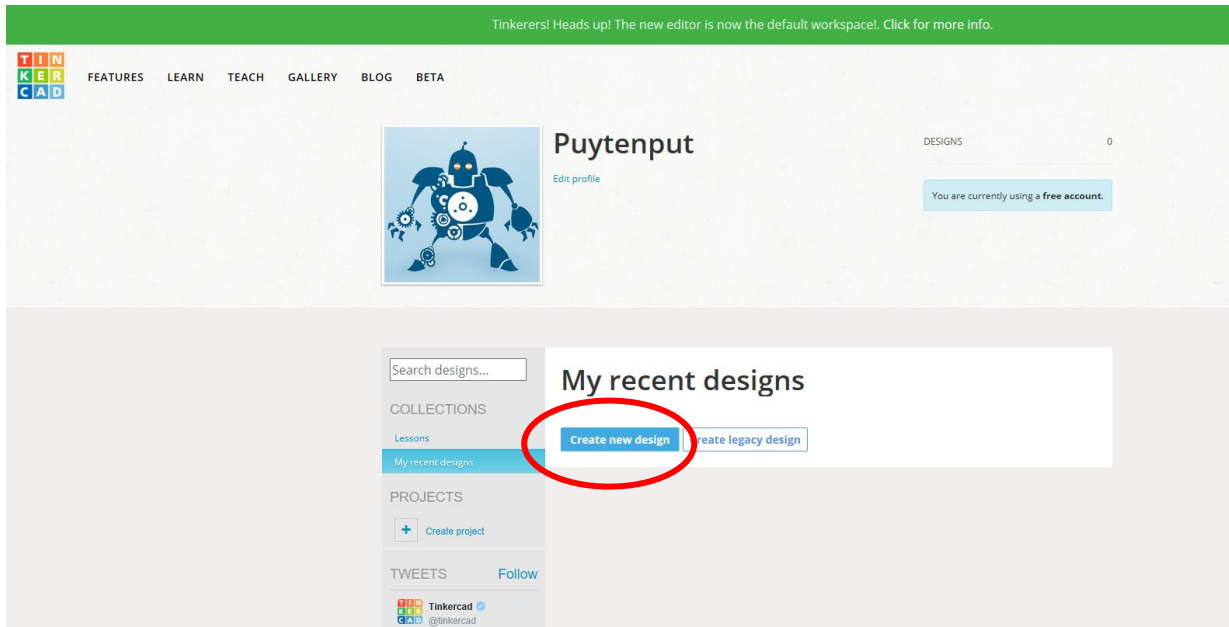 Tinkerers! Heads up! The new editor is now the default workspace!. Click for more info.
TIN
KER
CAD
FEATURES LEARN TEACH GALLERY BLOG BETA
Puytenput
Edit profile
DESIGNS 0
You are currently using a free account.
Search designs...
COLLECTIONS
Lessons
My recent designs
PROJECTS
+ Create project
TWEETS Follow
TIN
KER
CAD
Tinkercad
@tinkercad
My recent designs
Create new design Create legacy design